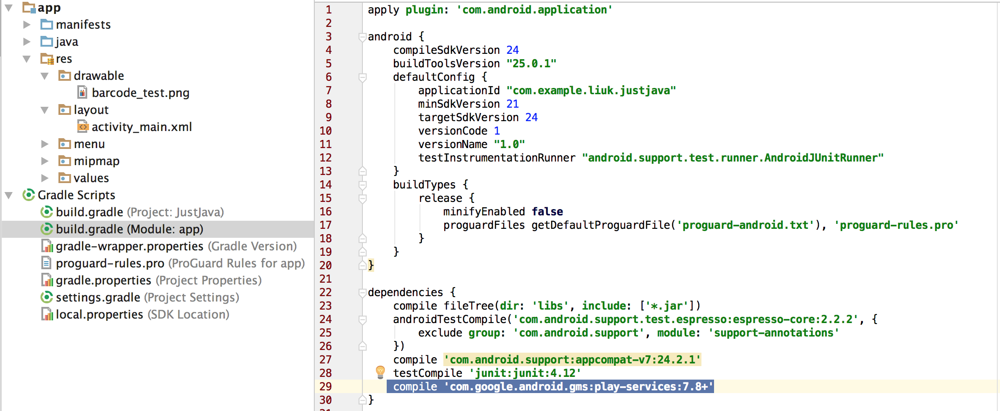 app
manifests
java
res
drawable
barcode_test.png
layout
activity_main.xml
menu
mipmap
values
Gradle Scripts
build.gradle (Project: JustJava)
build.gradle (Module: app)
gradle-wrapper.properties (Gradle Version)
proguard-rules.pro (ProGuard Rules for app)
gradle.properties (Project Properties)
settings.gradle (Project Settings)
local.properties (SDK Location)
1 apply plugin: 'com.android.application'
2
3 android {
4 compileSdkVersion 24
5 buildToolsVersion "25.0.1"
6 defaultConfig {
7 applicationId "com.example.liuk.justjava"
8 minSdkVersion 21
9 targetSdkVersion 24
10 versionCode 1
11 versionName "1.0"
12 testInstrumentationRunner "android.support.test.runner.AndroidJUnitRunner"
13 }
14 buildTypes {
15 release {
16 minifyEnabled false
17 proguardFiles getDefaultProguardFile('proguard-android.txt'), 'proguard-rules.pro'
18 }
19 }
20 }
21
22 dependencies {
23 compile fileTree(dir: 'libs', include: ['*.jar'])
24 androidTestCompile('com.android.support.test.espresso:espresso-core:2.2.2', {
25 exclude group: 'com.android.support', module: 'support-annotations'
26 })
27 compile 'com.android.support:appcompat-v7:24.2.1'
28 testCompile 'junit:junit:4.12'
29 compile 'com.google.android.gms:play-services:7.8+'
30 }